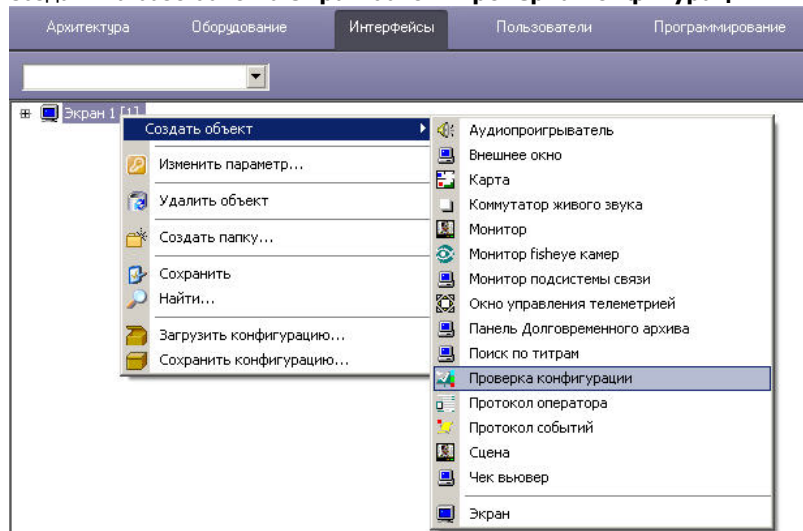 Архитектура Оборудование Интерфейсы Пользователи Программирование
Экран 1 [1]
Создать объект
Изменить параметр...
Удалить объект
Создать папку...
Сохранить
Найти...
Загрузить конфигурацию...
Сохранить конфигурацию...
Аудиопроигрыватель
Внешнее окно
Карта
Коммутатор живого звука
Монитор
Монитор fisheye камер
Монитор подсистемы связи
Окно управления телеметрией
Панель Долговременного архива
Поиск по титрам
Проверка конфигурации
Протокол оператора
Протокол событий
Сцена
Чек вьювер
Экран